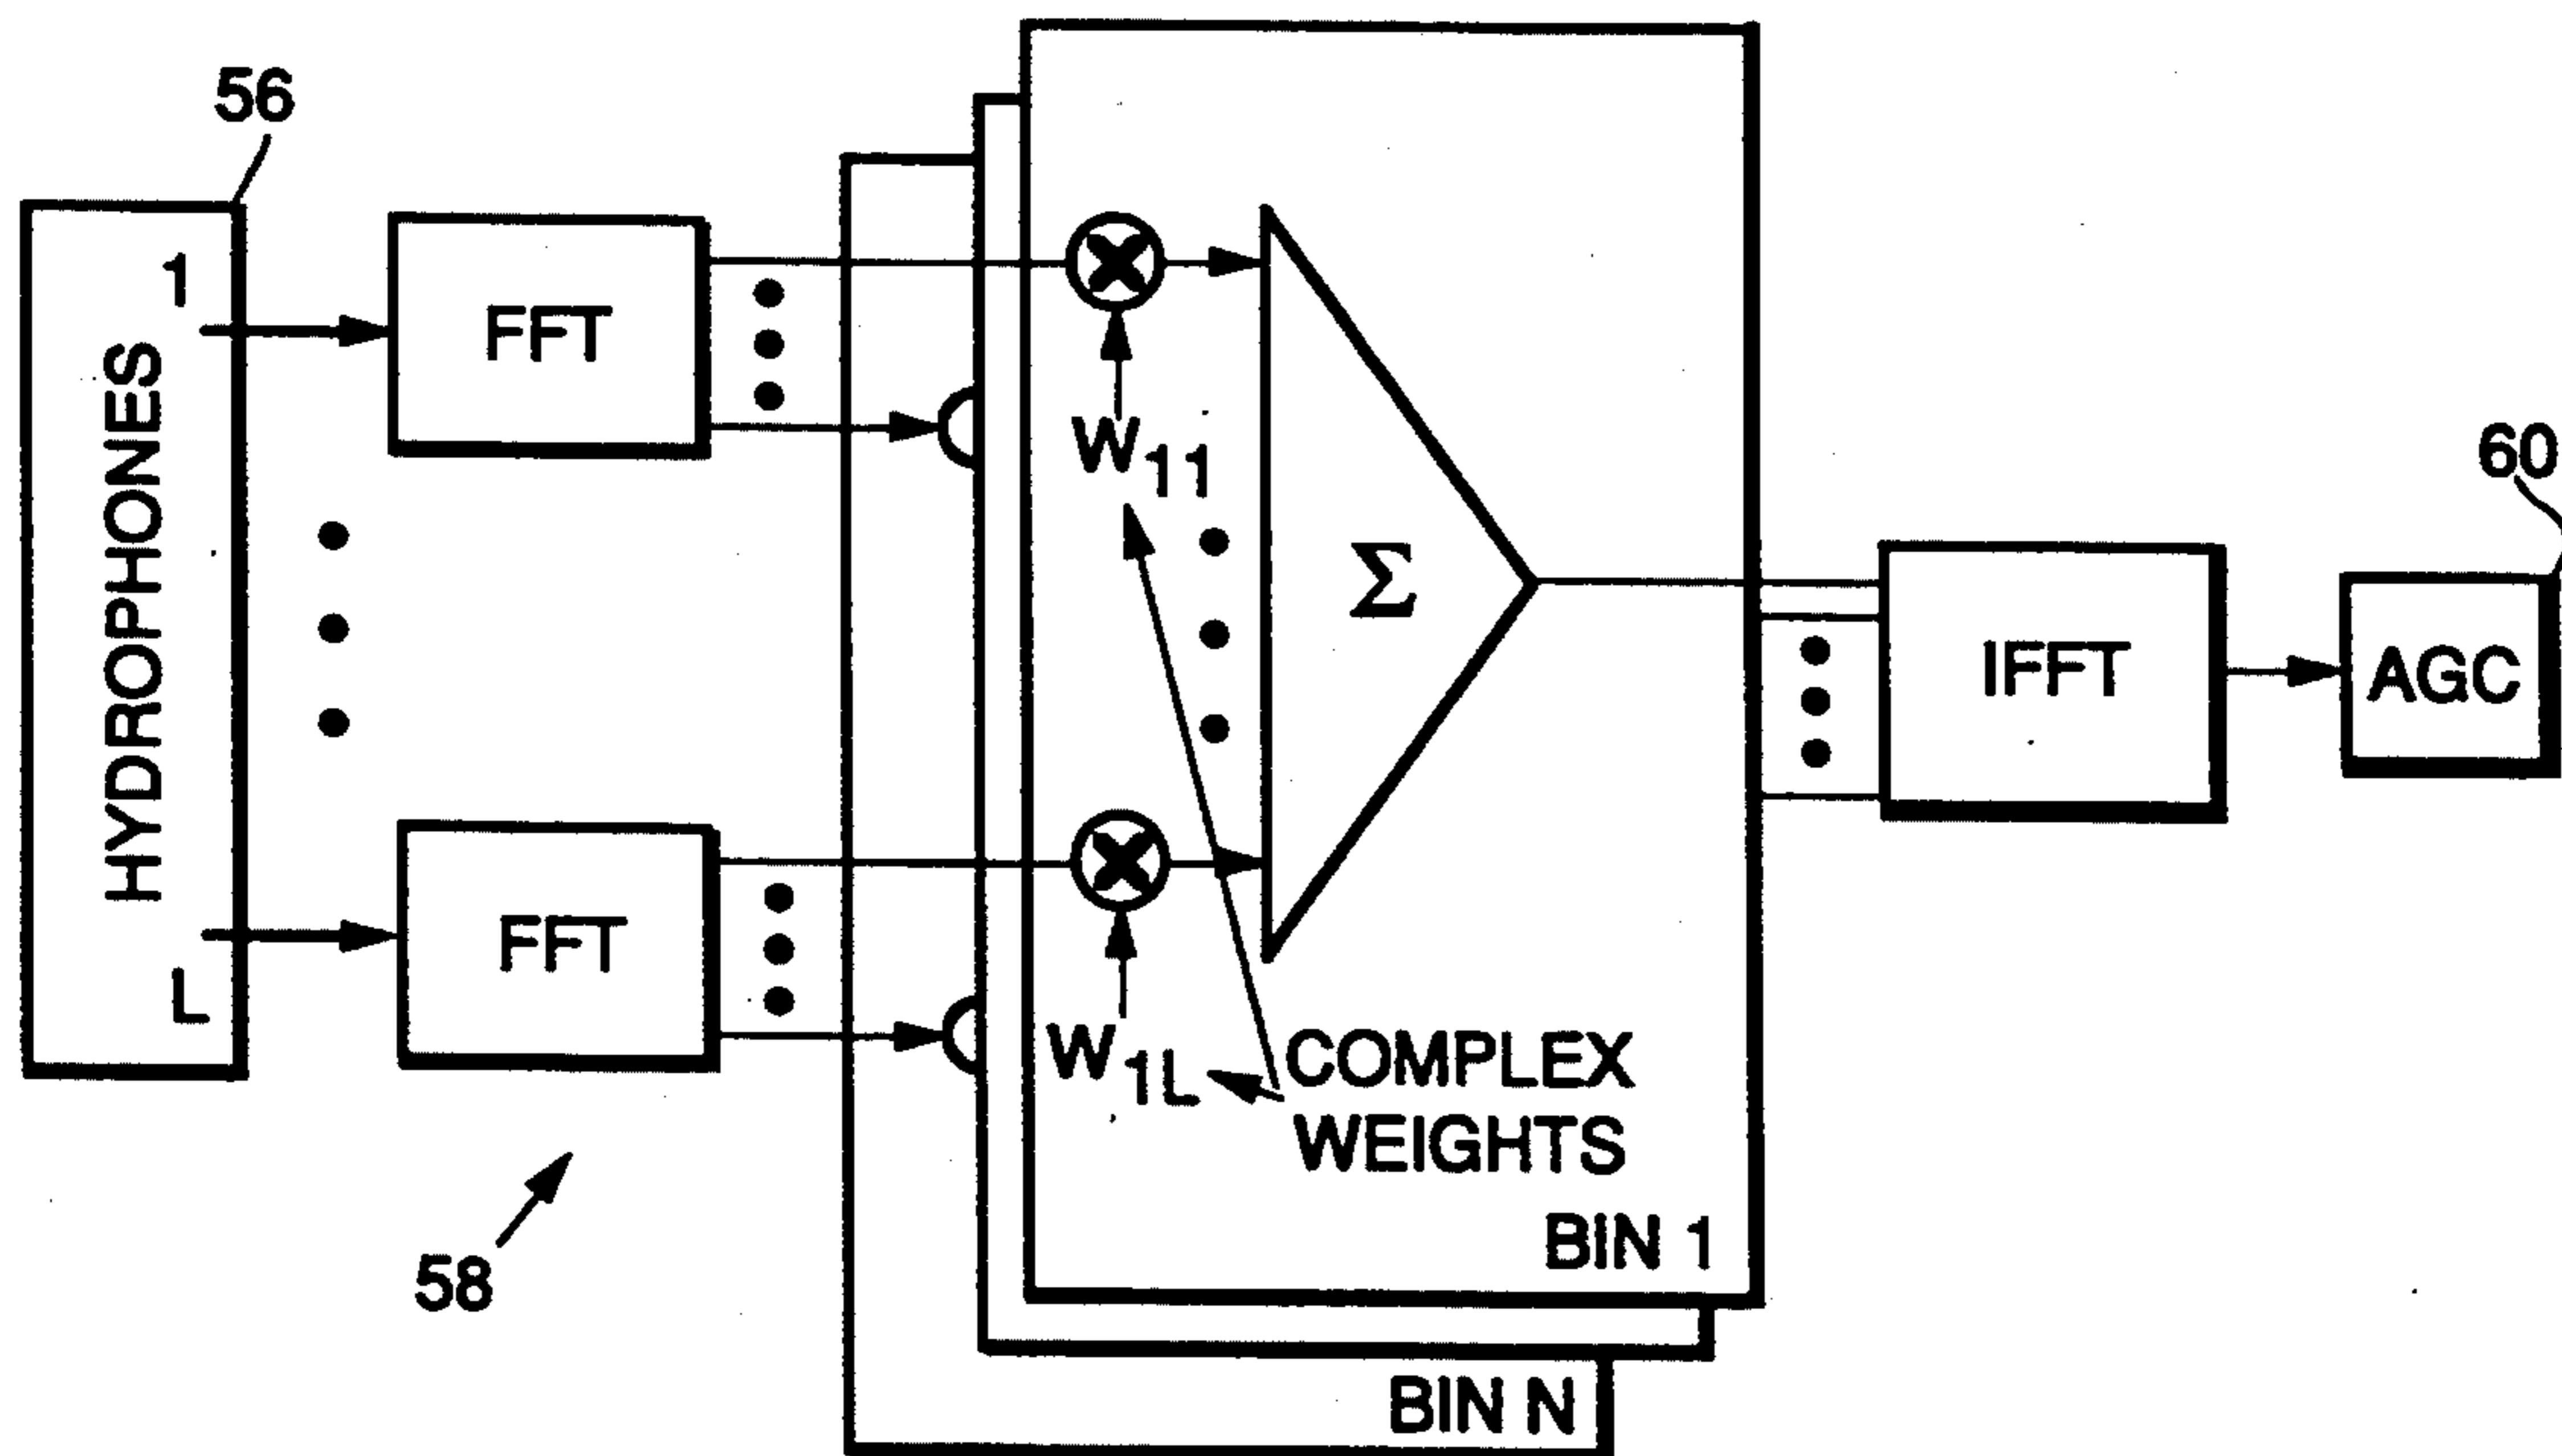 56
HYDROPHONES
1
L
FFT
FFT
58
W11
W1L
Σ
COMPLEX
WEIGHTS
BIN 1
BIN N
IFFT
60
AGC